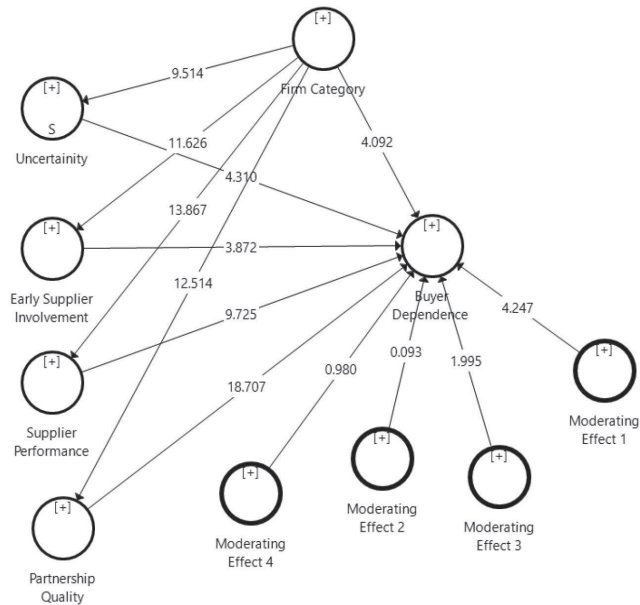 [+]
Firm Category
9.514
[+]
S
Uncertainity
11.626
4.092
4.310
13.867
[+]
Early Supplier
Involvement
3.872
[+]
Buyer
Dependence
12.514
9.725
4.247
[+]
Supplier
Performance
18.707
0.980
0.093
1.995
[+]
Moderating
Effect 1
[+]
Moderating
Effect 4
[+]
Moderating
Effect 2
[+]
Moderating
Effect 3
[+]
Partnership
Quality